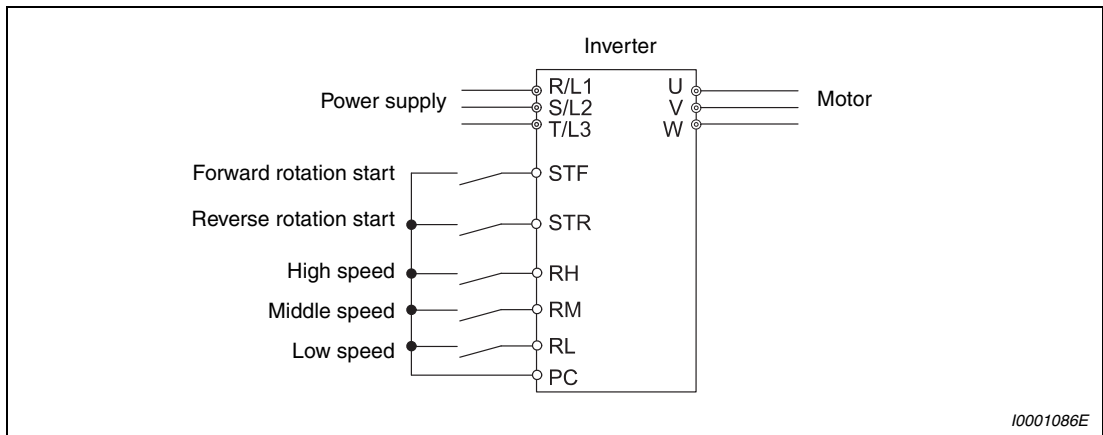 Inverter
Power supply
R/L1
S/L2
T/L3
U
V
W
Motor
Forward rotation start
STF
Reverse rotation start
STR
High speed
RH
Middle speed
RM
Low speed
RL
PC
I0001086E